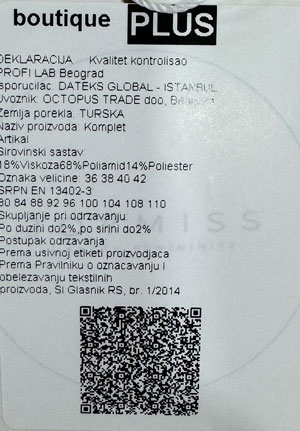 boutique PLUS
DEKLARACIJA Kvalitet kontrolisao
PROFI LAB Beograd
Isporucilac: DATEKS GLOBAL - ISTANBUL
Uvoznik: OCTOPUS TRADE doo,
Zemlja porekla: TURSKA
Naziv proizvoda: Komplet
Artikal
Sirovinski sastav
18%Viskoza68%Poliamid14%Poliester
Oznaka velicine: 36 38 40 42
SRPN EN 13402-3
80 84 88 92 96 100 104 108 110
Skupljanje pri odrzavanju:
Po duzini do2%,po sirini do2%
Postupak odrzavanja
Prema usivnoj etiketi proizvodjaca
Prema Pravilniku o oznacavanju I
obelezavanju tekstilnih
proizvoda, Sl Glasnik RS, br. 1/2014
MISS